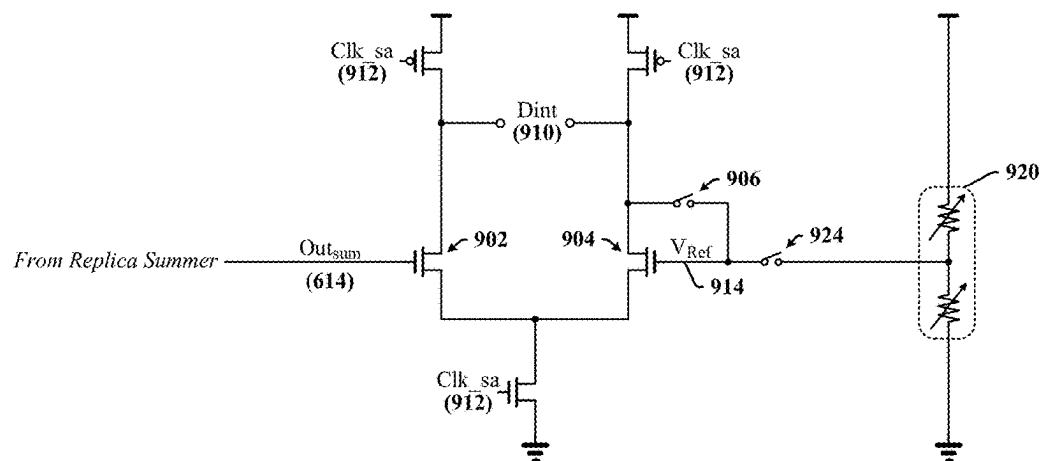 Clk_sa
(912)
Clk_sa
(912)
Dint
(910)
906
920
902
904
924
From Replica Summer
Outsum
(614)
VRef
914
Clk_sa
(912)